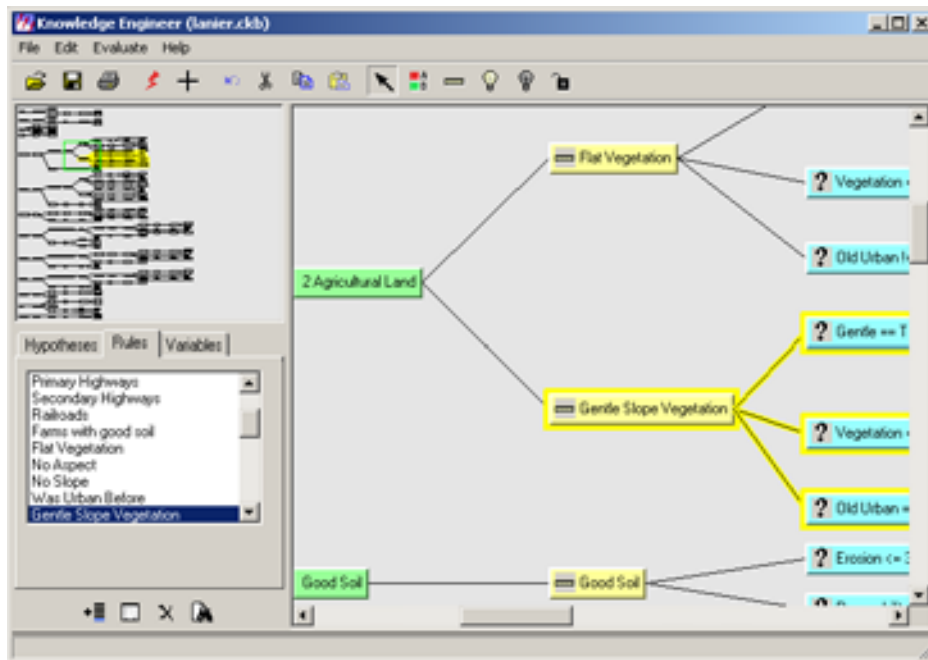 Knowledge Engineer (lanier.ckb)
File Edit Evaluate Help
Hypotheses Rules Variables
Primary Highways
Secondary Highways
Railroads
Farms with good soil
Flat Vegetation
No Aspect
No Slope
Was Urban Before
Gentle Slope Vegetation
Flat Vegetation
? Vegetation
? Old Urban
2 Agricultural Land
? Gentle == T
Gentle Slope Vegetation
? Vegetation
? Old Urban =
? Erosion <= 3
Good Soil
Good Soil
?